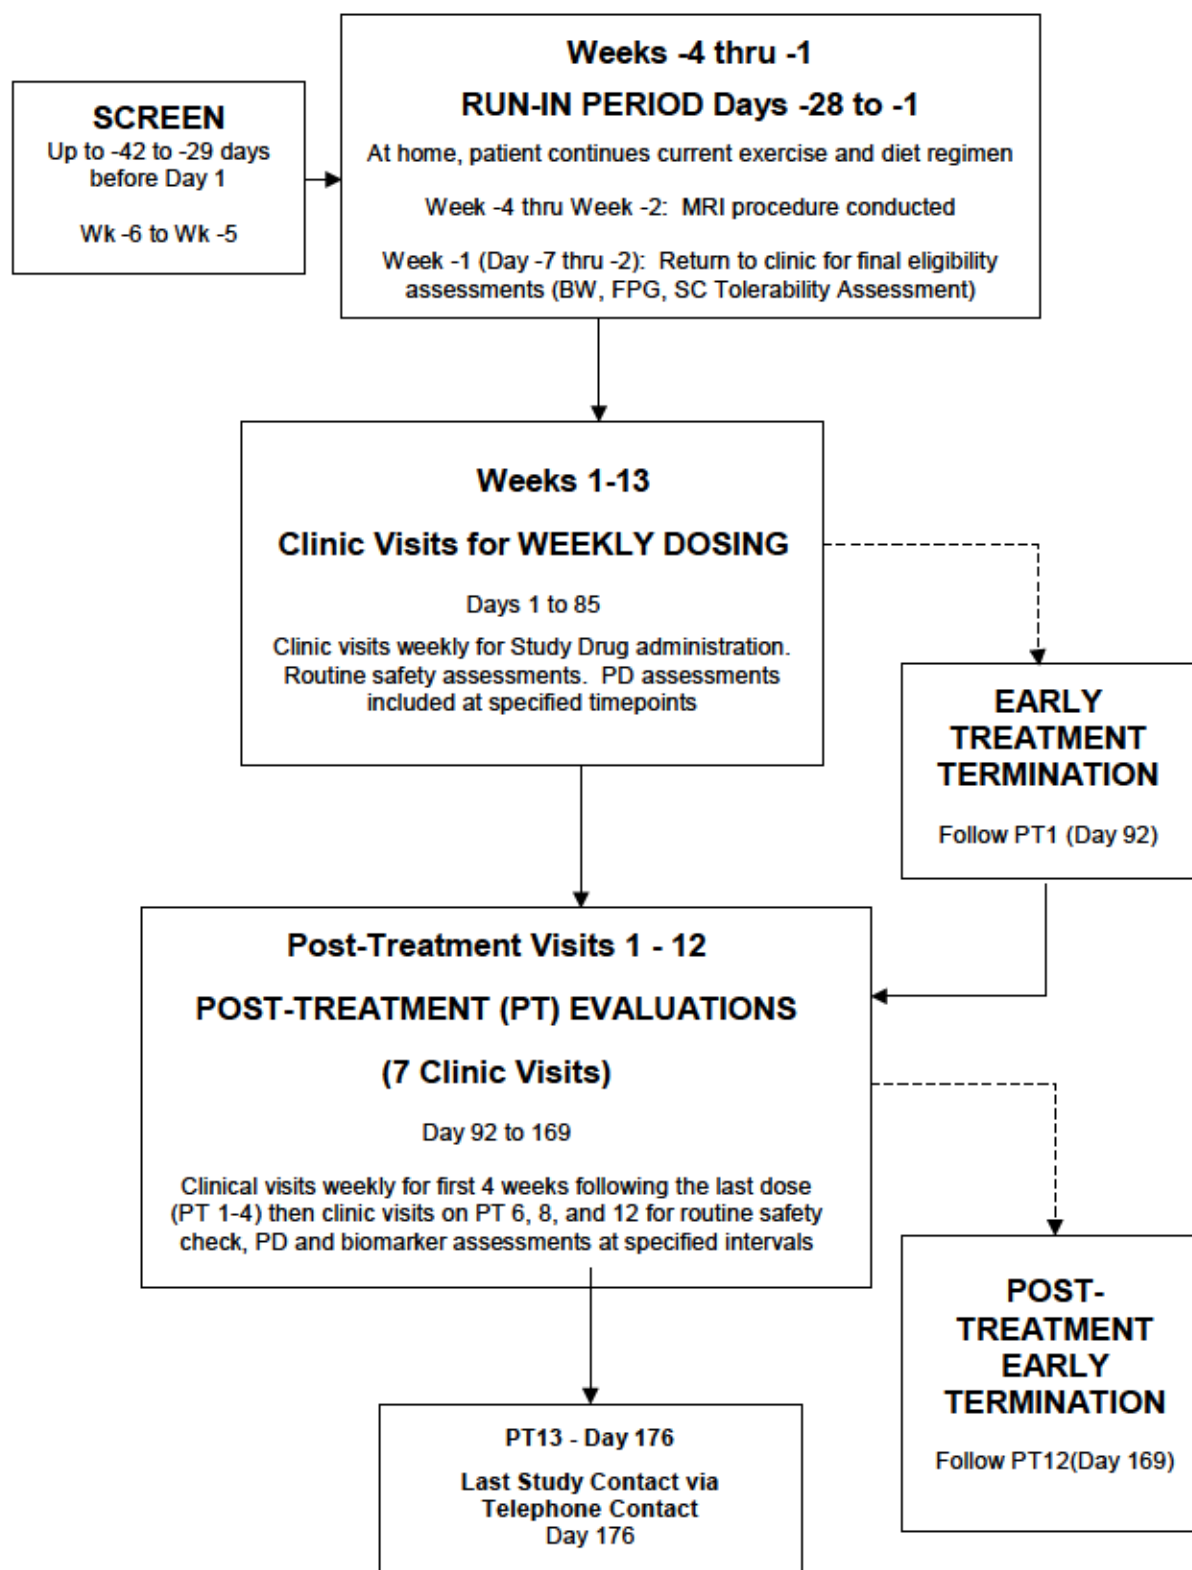 SCREEN
Up to -42 to -29 days
before Day 1
Wk -6 to Wk -5
Weeks -4 thru -1
RUN-IN PERIOD Days -28 to -1
At home, patient continues current exercise and diet regimen
Week -4 thru Week -2:  MRI procedure conducted
Week -1 (Day -7 thru -2):  Return to clinic for final eligibility
assessments (BW, FPG, SC Tolerability Assessment)
Weeks 1-13
Clinic Visits for WEEKLY DOSING
Days 1 to 85
Clinic visits weekly for Study Drug administration.
Routine safety assessments.  PD assessments
included at specified timepoints
EARLY
TREATMENT
TERMINATION
Follow PT1 (Day 92)
Post-Treatment Visits 1 - 12
POST-TREATMENT (PT) EVALUATIONS
(7 Clinic Visits)
Day 92 to 169
Clinical visits weekly for first 4 weeks following the last dose
(PT 1-4) then clinic visits on PT 6, 8, and 12 for routine safety
check, PD and biomarker assessments at specified intervals
POST-
TREATMENT
EARLY
TERMINATION
Follow PT12(Day 169)
PT13 - Day 176
Last Study Contact via
Telephone Contact
Day 176